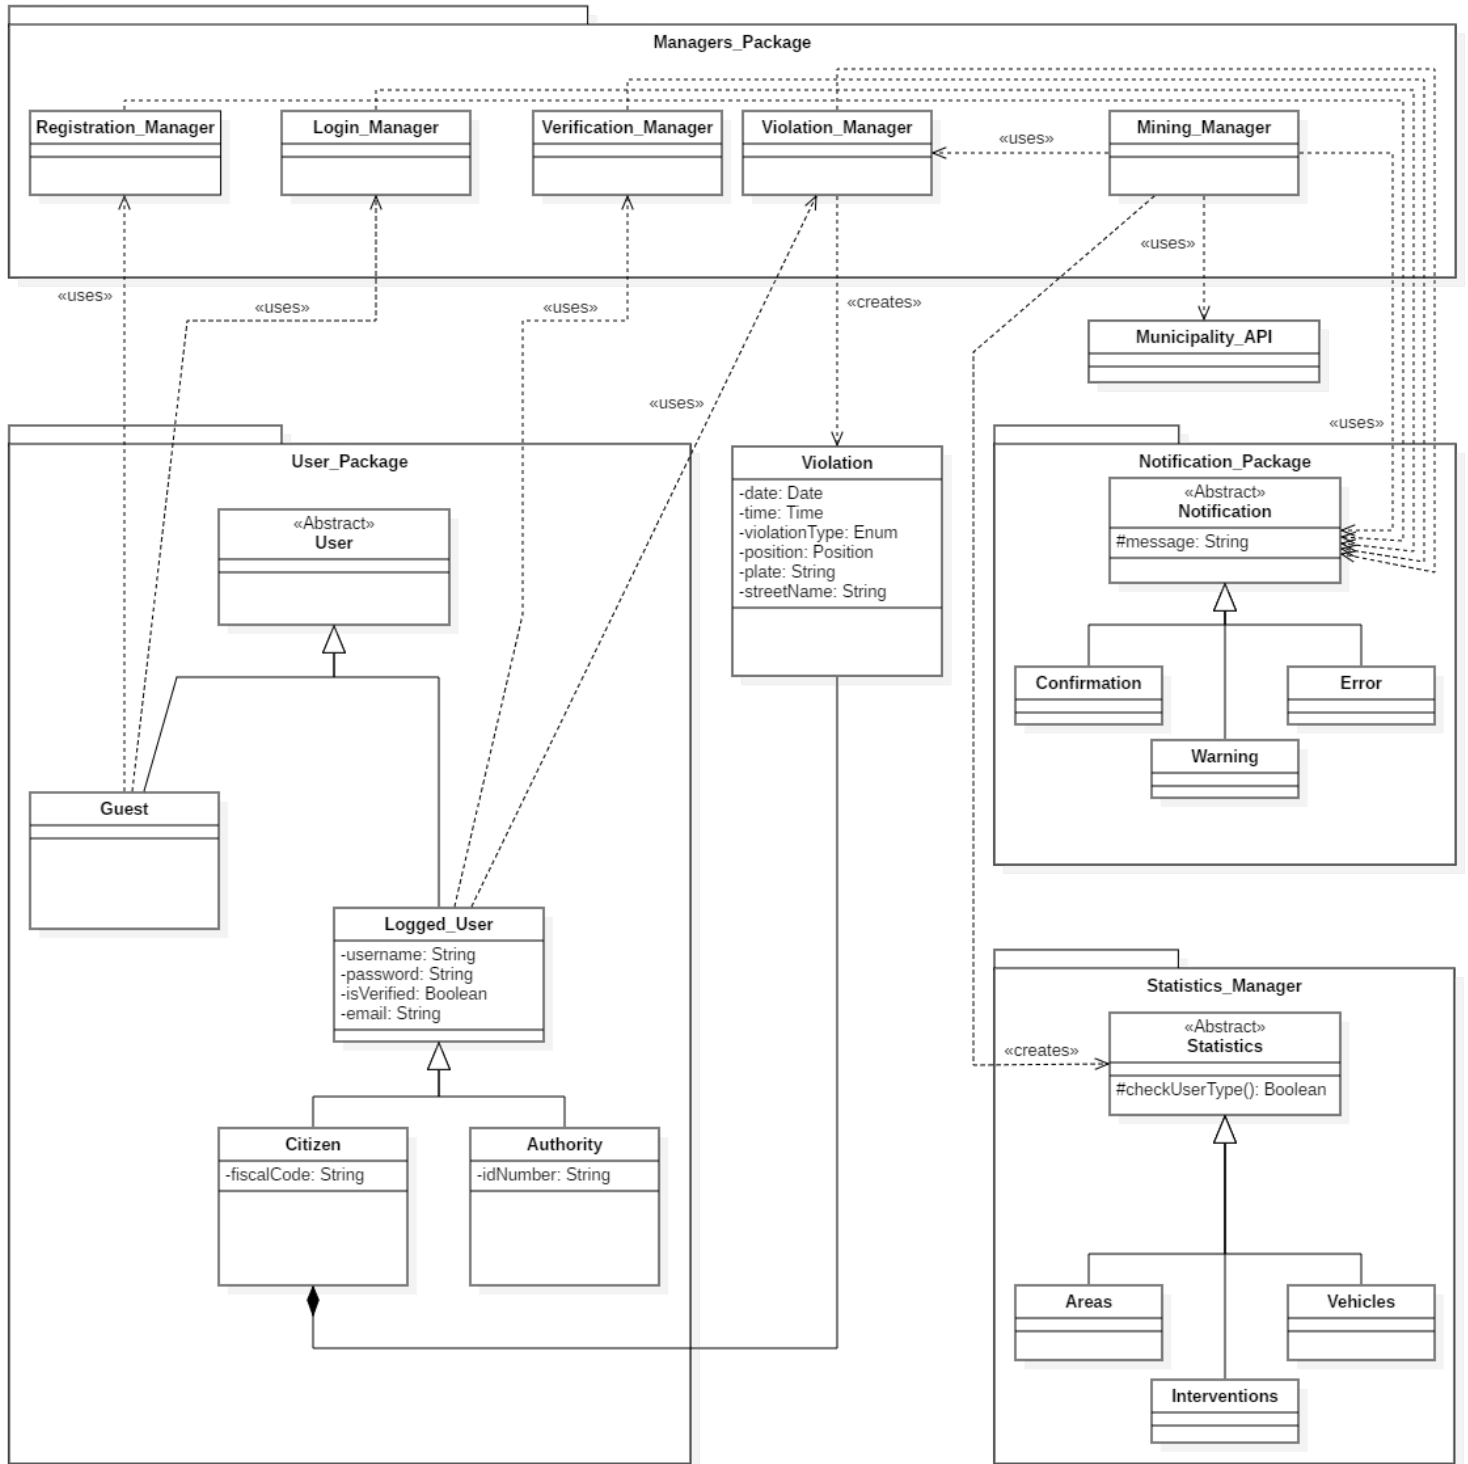 Managers_Package
Registration_Manager
Login_Manager
Verification_Manager
Violation_Manager
«uses»
Mining_Manager
«uses»
«uses»
«uses»
«uses»
«creates»
Municipality_API
«uses»
«uses»
User_Package
«Abstract»
User
Violation
-date: Date
-time: Time
-violationType: Enum
-position: Position
-plate: String
-streetName: String
Notification_Package
«Abstract»
Notification
#message: String
Confirmation
Error
Warning
Guest
Logged_User
-username: String
-password: String
-isVerified: Boolean
-email: String
Citizen
-fiscalCode: String
Authority
-idNumber: String
Statistics_Manager
«Abstract»
Statistics
«creates»
#checkUserType(): Boolean
Areas
Vehicles
Interventions